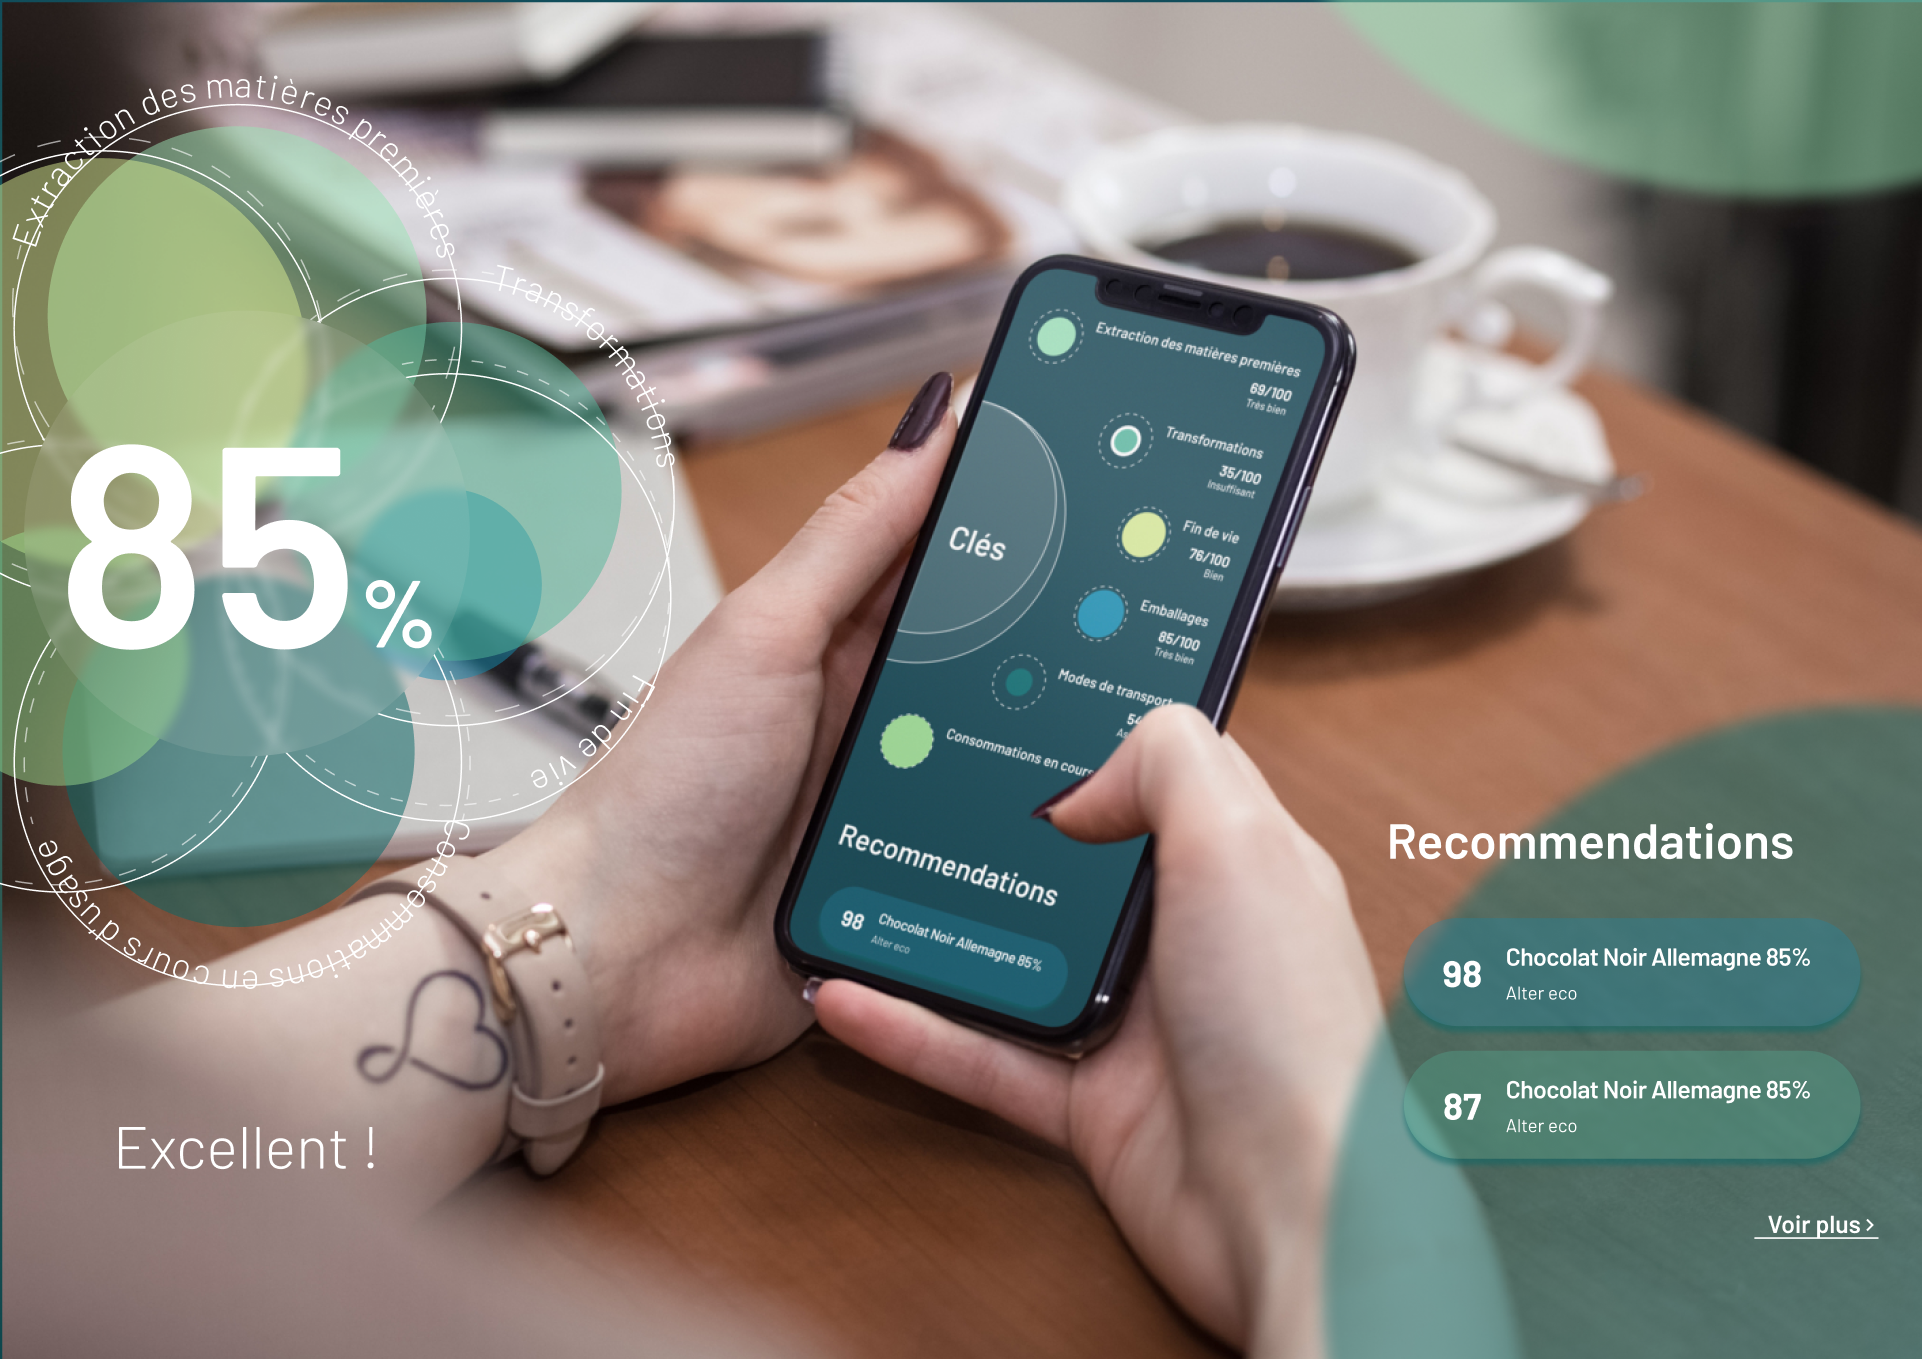 Extraction des matières premières
Transformations
Fin de vie
Consommations en cours d'usage
85%
Excellent !
Extraction des matières premières
69/100
Très bien
Transformations
35/100
Insuffisant
Fin de vie
76/100
Bien
Clés
Emballages
85/100
Très bien
Modes de transport
54
As
Consommations en cours
Recommendations
98
Chocolat Noir Allemagne 85%
Alter eco
Recommendations
98
Chocolat Noir Allemagne 85%
Alter eco
87
Chocolat Noir Allemagne 85%
Alter eco
Voir plus >